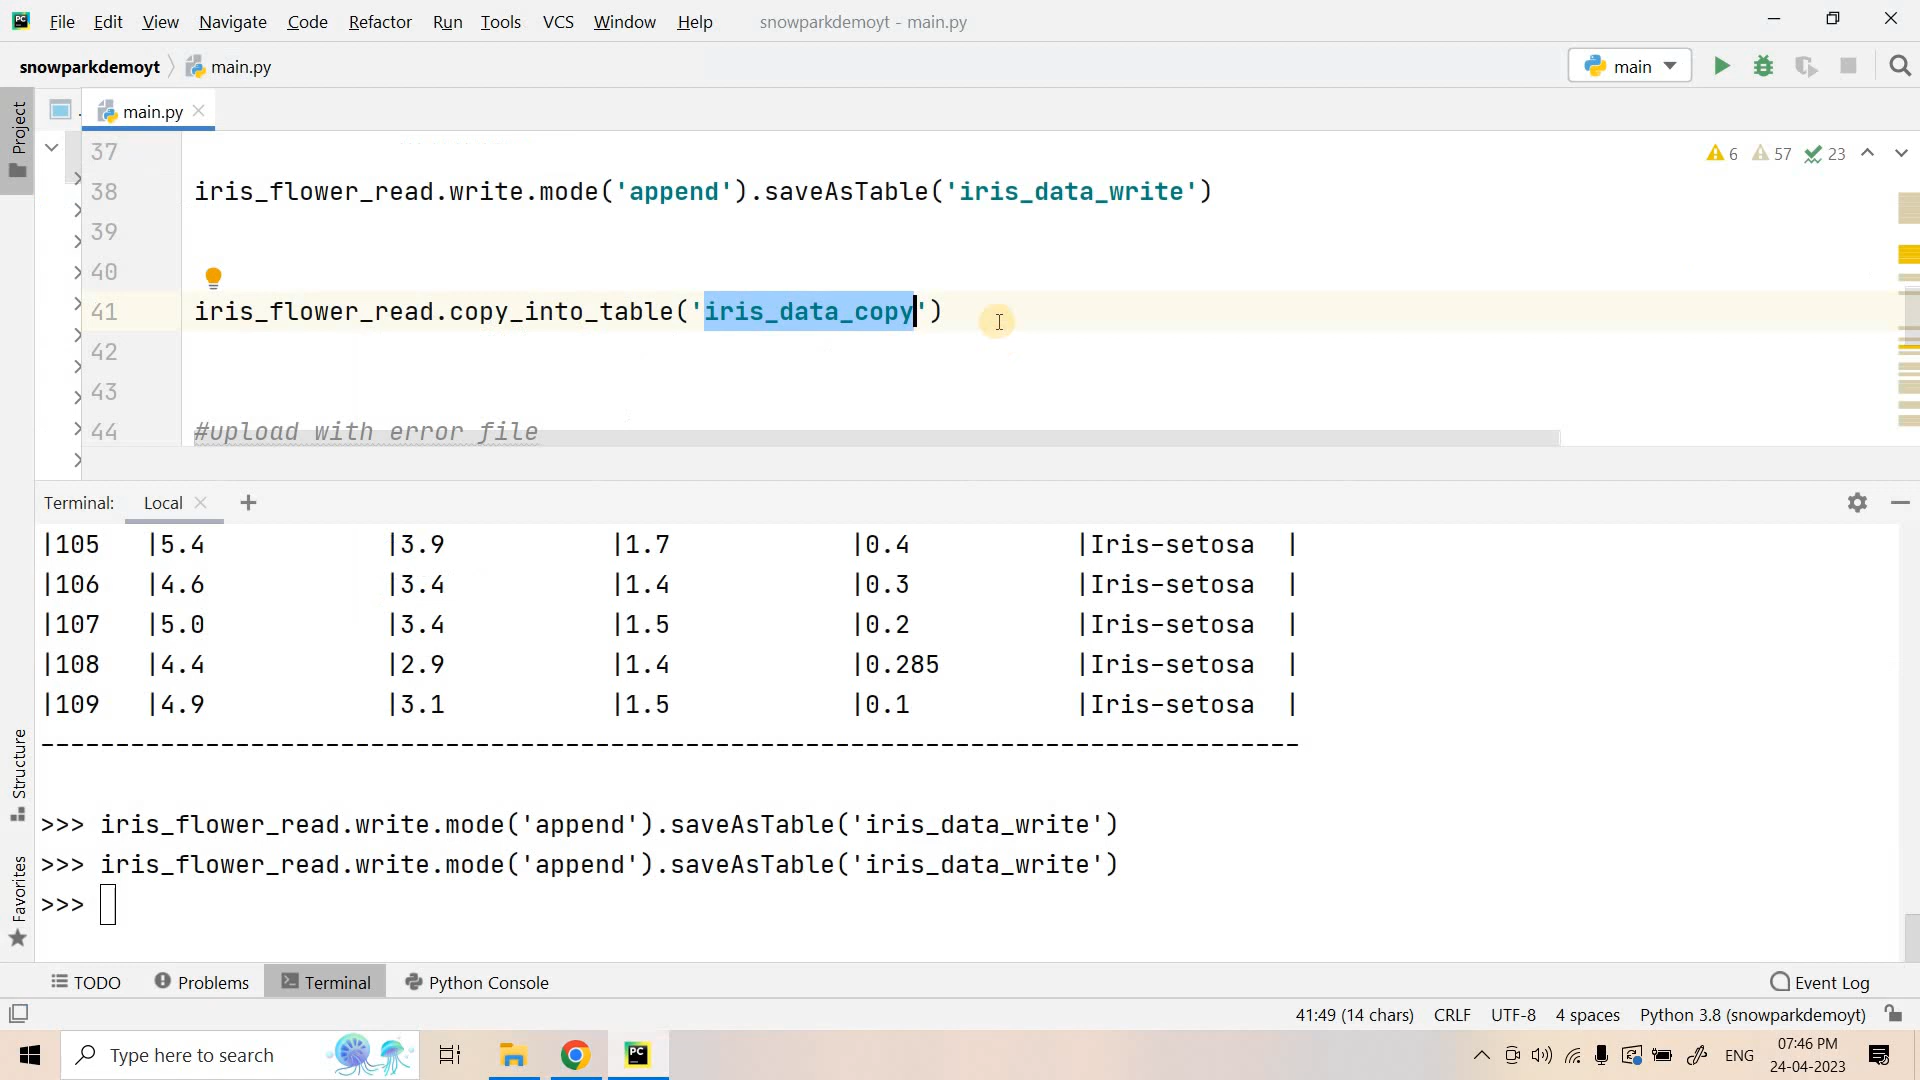 File Edit View Navigate Code Refactor Run Tools VCS Window Help snowparkdemoyt - main.py
snowparkdemoyt main.py main
Project
main.py
37
6 57 23
38 iris_flower_read.write.mode('append').saveAsTable('iris_data_write')
39
40
41 iris_flower_read.copy_into_table('iris_data_copy')
42
43
44 #upload with error file
Terminal: Local
|105 |5.4 |3.9 |1.7 |0.4 |Iris-setosa |
|106 |4.6 |3.4 |1.4 |0.3 |Iris-setosa |
|107 |5.0 |3.4 |1.5 |0.2 |Iris-setosa |
|108 |4.4 |2.9 |1.4 |0.285 |Iris-setosa |
|109 |4.9 |3.1 |1.5 |0.1 |Iris-setosa |
------------------------------------------------------------------------------------
>>> iris_flower_read.write.mode('append').saveAsTable('iris_data_write')
>>> iris_flower_read.write.mode('append').saveAsTable('iris_data_write')
>>>
Structure
Favorites
TODO Problems Terminal Python Console Event Log
41:49 (14 chars) CRLF UTF-8 4 spaces Python 3.8 (snowparkdemoyt)
Type here to search
ENG
07:46 PM
24-04-2023